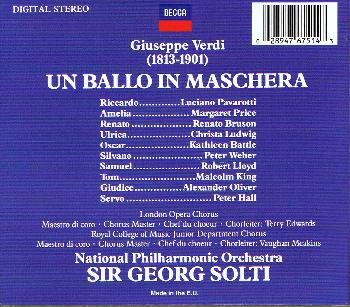 DIGITAL STEREO
DECCA
0 28947 67514 3
Giuseppe Verdi
(1813-1901)
UN BALLO IN MASCHERA
Riccardo............Luciano Pavarotti
Amelia................Margaret Price
Renato................Renato Bruson
Ulrica..................Christa Ludwig
Oscar..................Kathleen Battle
Silvano.....................Peter Weber
Samuel....................Robert Lloyd
Tom.......................Malcolm King
Giudice..............Alexander Oliver
Servo..........................Peter Hall
London Opera Chorus
Maestro di coro · Chorus Master · Chef du choeur · Chorleiter: Terry Edwards
Royal College of Music Junior Department Chorus
Maestro di coro · Chorus Master · Chef du choeur · Chorleiter: Vaughan Meakins
National Philharmonic Orchestra
SIR GEORG SOLTI
Made in the E.U.